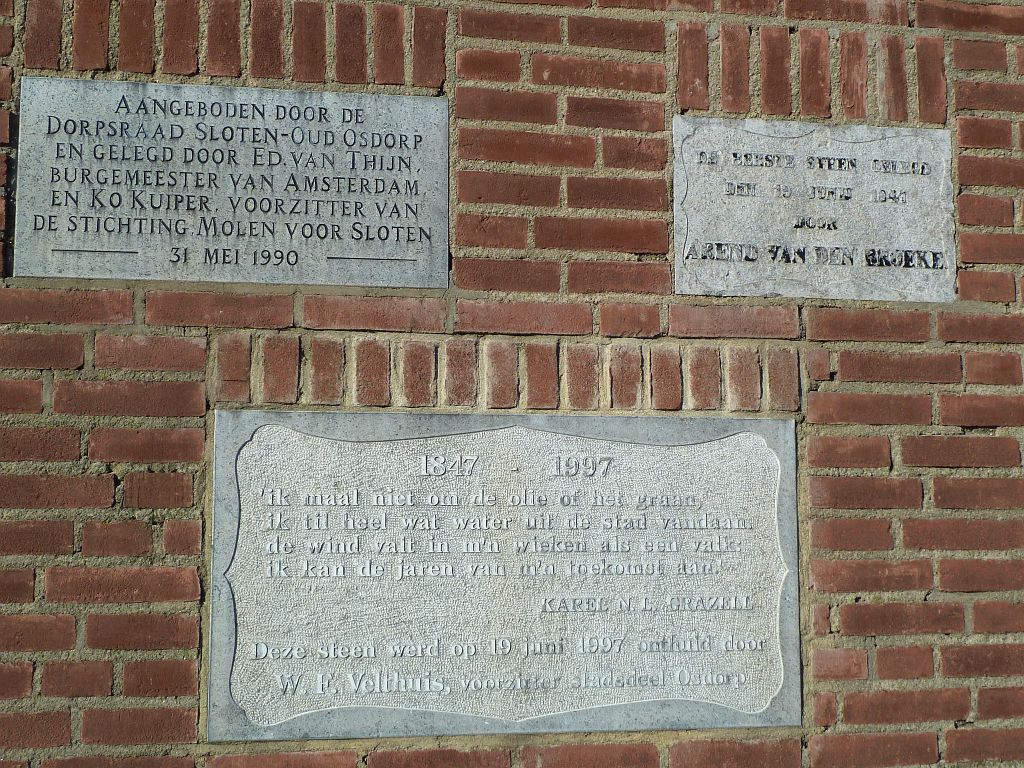 AANGEBODEN DOOR DE
DORPSRAAD SLOTEN-OUD OSDORP
EN GELEGD DOOR ED. VAN THIJN,
BURGEMEESTER VAN AMSTERDAM,
EN KO KUIPER, VOORZITTER VAN
DE STICHTING MOLEN VOOR SLOTEN
31 MEI 1990
DE EERSTE STEEN GELEGD
DEN 19 JUNIJ 1847
DOOR
AREND VAN DEN BROEKE
1847 - 1997
'ik maal niet om de olie of het graan,
ik til heel wat water uit de stad vandaan;
de wind valt in m'n wieken als een valk;
ik kan de jaren van m'n toekomst aan.'
KAREL N.L. GRAZELL
Deze steen werd op 19 juni 1997 onthuld door
W. F. Velthuis, voorzitter stadsdeel Osdorp